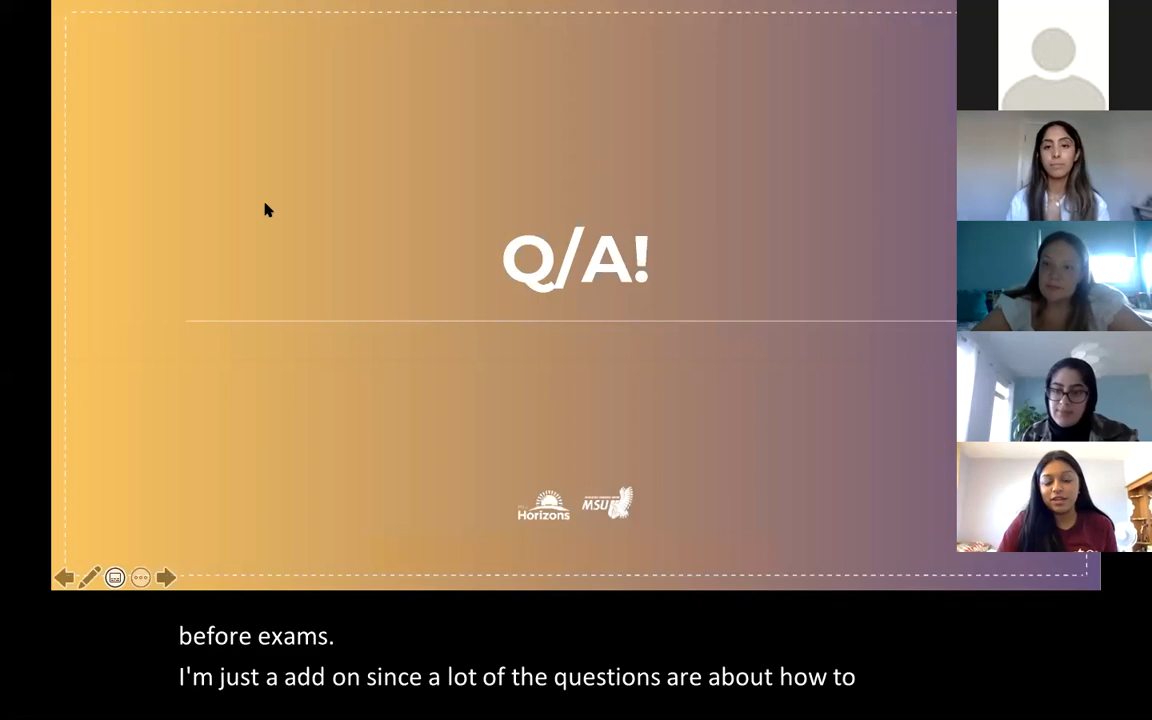 Q/A!
Horizons
MSU
before exams.
I'm just a add on since a lot of the questions are about how to